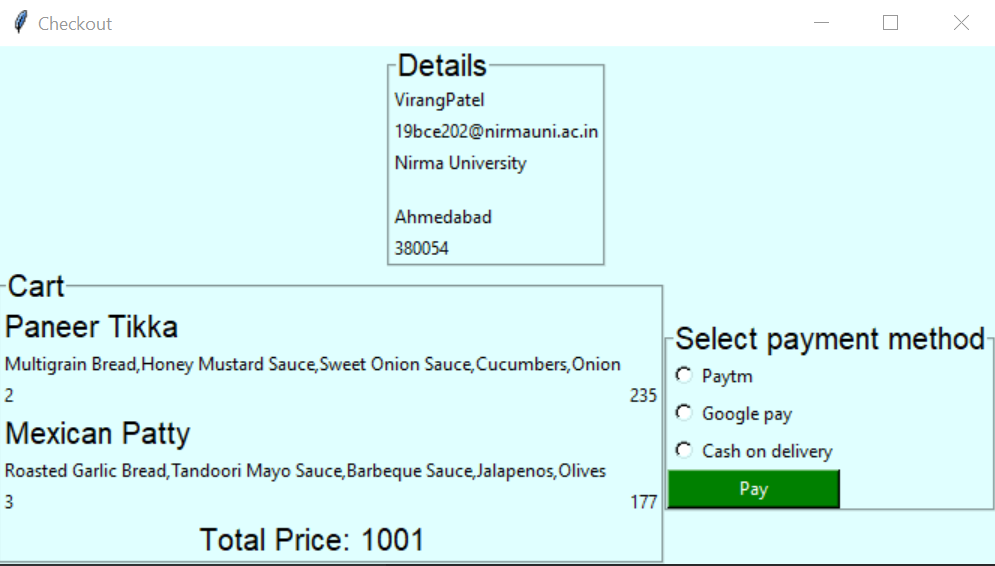 Checkout
Details
VirangPatel
19bce202@nirmauni.ac.in
Nirma University
Ahmedabad
380054
Cart
Paneer Tikka
Multigrain Bread,Honey Mustard Sauce,Sweet Onion Sauce,Cucumbers,Onion
2 235
Mexican Patty
Roasted Garlic Bread,Tandoori Mayo Sauce,Barbeque Sauce,Jalapenos,Olives
3 177
Total Price: 1001
Select payment method
Paytm
Google pay
Cash on delivery
Pay